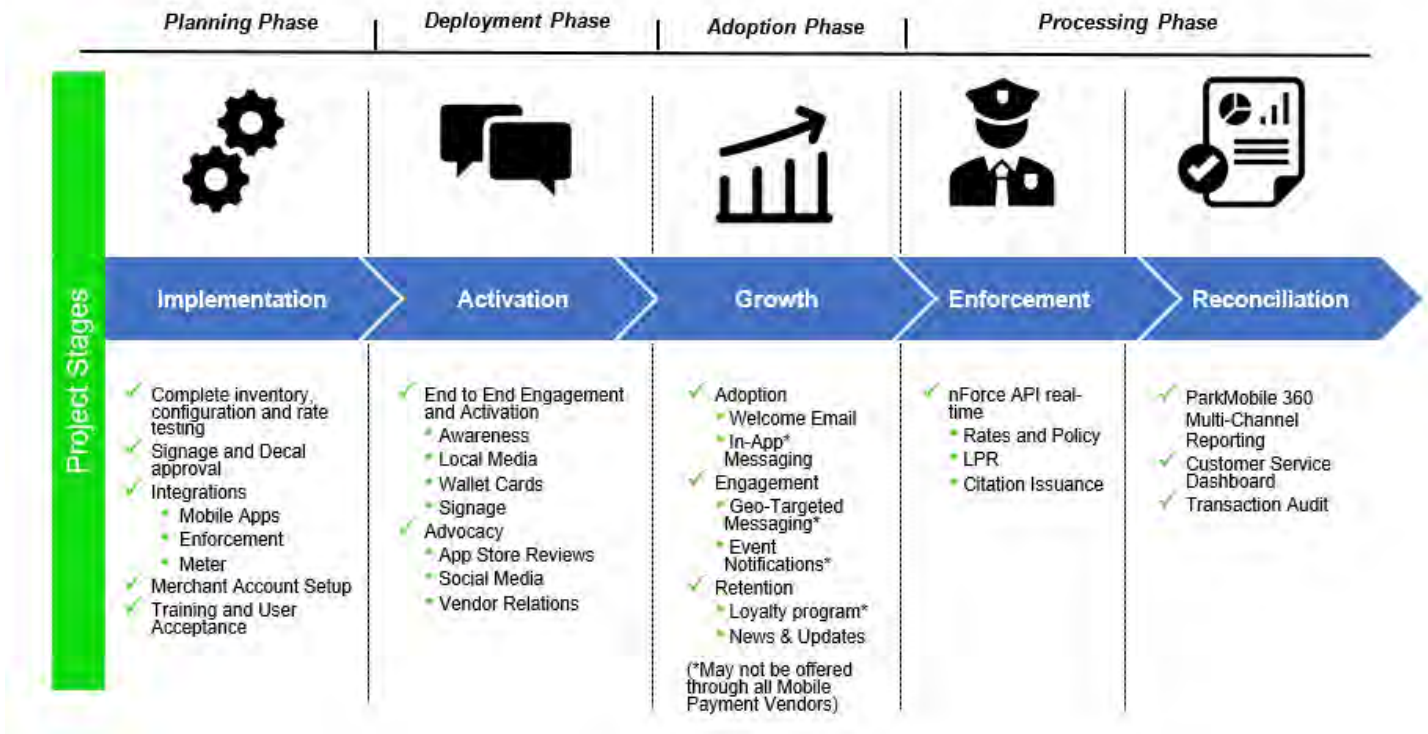 Planning Phase
Deployment Phase
Adoption Phase
Processing Phase
Project Stages
Implementation
Activation
Growth
Enforcement
Reconciliation
Complete inventory,
configuration and rate
testing
Signage and Decal
approval
Integrations
Mobile Apps
Enforcement
Meter
Merchant Account Setup
Training and User
Acceptance
End to End Engagement
and Activation
Awareness
Local Media
Wallet Cards
Signage
Advocacy
App Store Reviews
Social Media
Vendor Relations
Adoption
Welcome Email
In-App*
Messaging
Engagement
Geo-Targeted
Messaging*
Event
Notifications*
Retention
Loyalty program*
News & Updates
(*May not be offered
through all Mobile
Payment Vendors)
nForce API real-
time
Rates and Policy
LPR
Citation Issuance
ParkMobile 360
Multi-Channel
Reporting
Customer Service
Dashboard
Transaction Audit